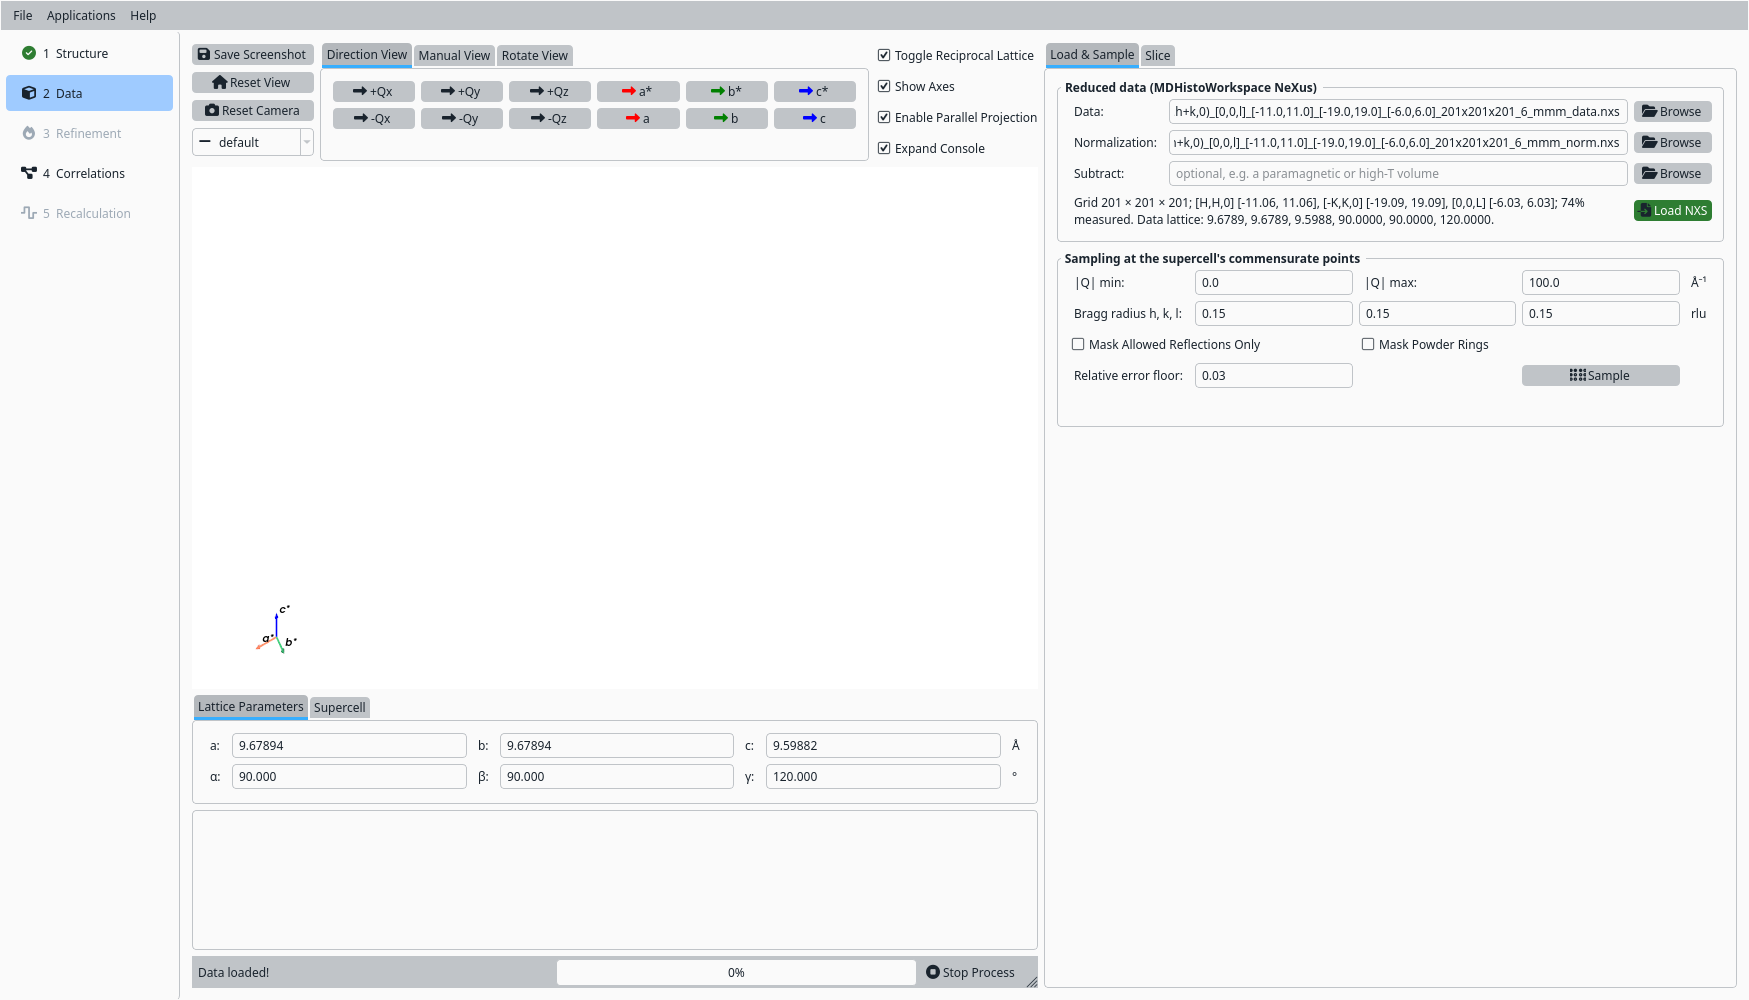 File Applications Help
1 Structure
2 Data
3 Refinement
4 Correlations
5 Recalculation
Save Screenshot
Reset View
Reset Camera
default
Direction View Manual View Rotate View
+Qx +Qy +Qz a* b* c*
-Qx -Qy -Qz a b c
Toggle Reciprocal Lattice
Show Axes
Enable Parallel Projection
Expand Console
c*
a*
b*
Lattice Parameters Supercell
a: 9.67894 b: 9.67894 c: 9.59882 Å
α: 90.000 β: 90.000 γ: 120.000 °
Data loaded! 0% Stop Process
Load & Sample Slice
Reduced data (MDHistoWorkspace NeXus)
Data: h+k,0)_[0,0,l]_[-11.0,11.0]_[-19.0,19.0]_[-6.0,6.0]_201x201x201_6_mmm_data.nxs Browse
Normalization: +k,0)_[0,0,l]_[-11.0,11.0]_[-19.0,19.0]_[-6.0,6.0]_201x201x201_6_mmm_norm.nxs Browse
Subtract: optional, e.g. a paramagnetic or high-T volume Browse
Grid 201 × 201 × 201; [H,H,0] [-11.06, 11.06], [-K,K,0] [-19.09, 19.09], [0,0,L] [-6.03, 6.03]; 74%
measured. Data lattice: 9.6789, 9.6789, 9.5988, 90.0000, 90.0000, 120.0000.
Load NXS
Sampling at the supercell's commensurate points
|Q| min: 0.0 |Q| max: 100.0 Å⁻¹
Bragg radius h, k, l: 0.15 0.15 0.15 rlu
Mask Allowed Reflections Only Mask Powder Rings
Relative error floor: 0.03 Sample